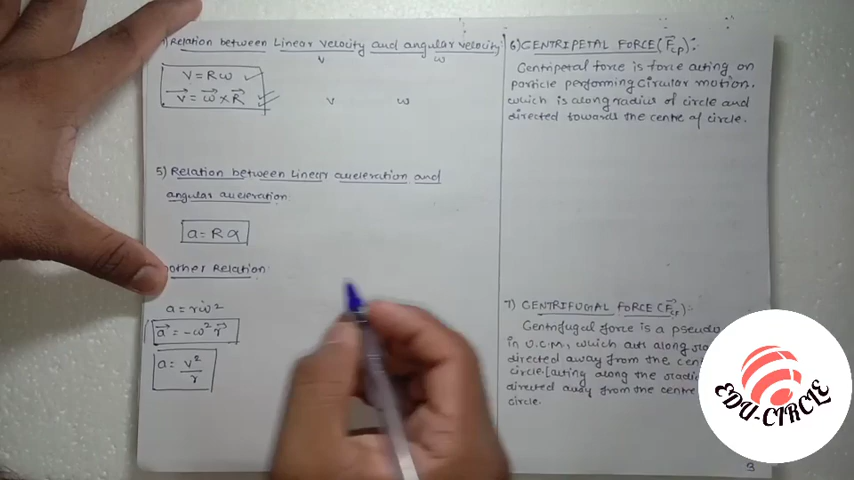 4) Relation between Linear velocity and angular velocity:
v ω
v = Rω
v ω
v⃗ = ω⃗ × R⃗
5) Relation between Linear acceleration and
angular acceleration
a = Rα
other Relation
a = rω²
a⃗ = -ω² r⃗
a = v²/r
6) CENTRIPETAL FORCE (F⃗cp):
Centripetal force is force acting on
particle performing Circular motion.
which is along radius of circle and
directed towards the centre of circle.
7) CENTRIFUGAL FORCE (F⃗cf):
Centrifugal force is a pseudo
in U.C.M, which acts along
directed away from the
circle. [acting along the
directed away from the centre
circle.
EDU-CIRCLE
3